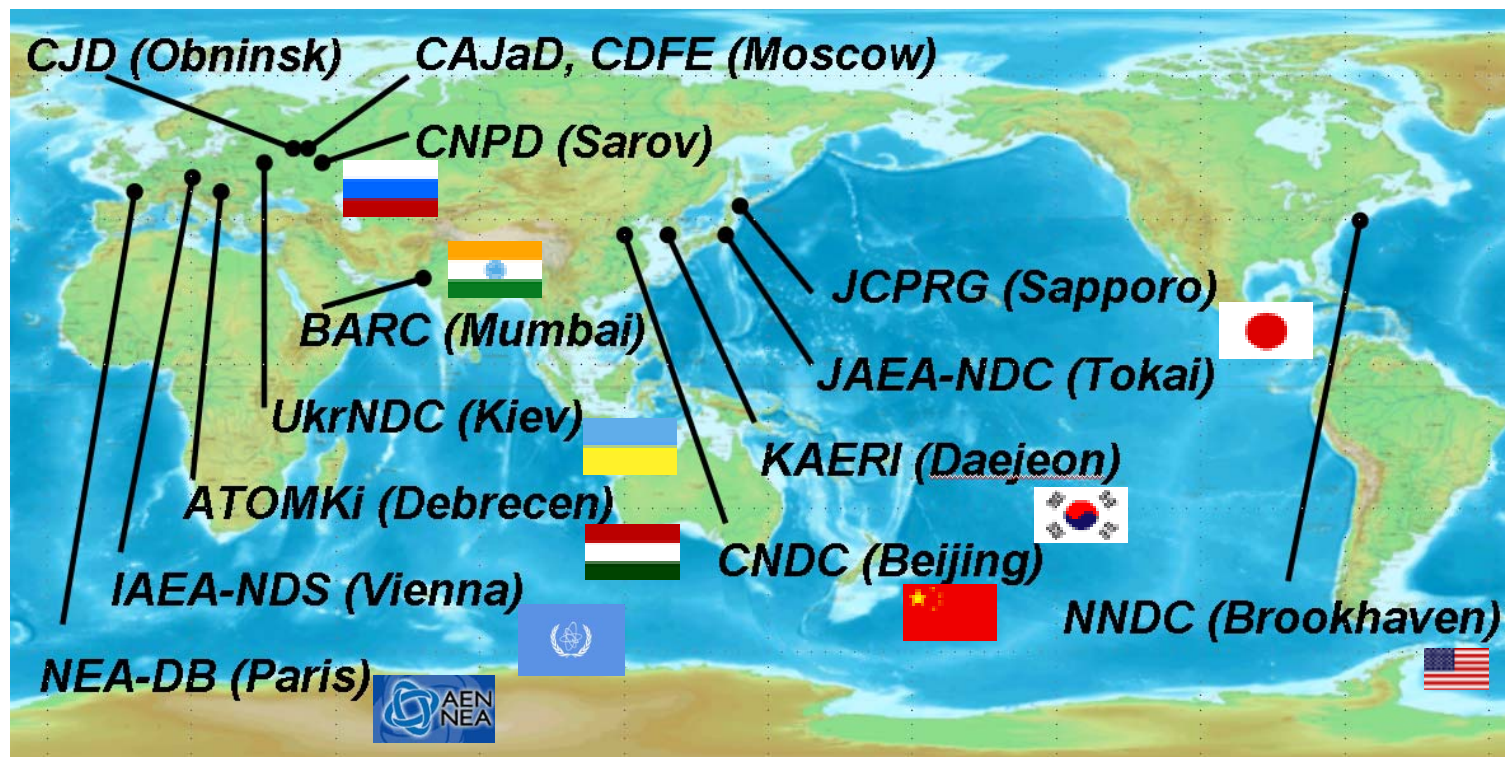 CJD (Obninsk)
CAJaD, CDFE (Moscow)
CNPD (Sarov)
BARC (Mumbai)
JCPRG (Sapporo)
JAEA-NDC (Tokai)
UkrNDC (Kiev)
KAERI (Daejeon)
ATOMKi (Debrecen)
CNDC (Beijing)
IAEA-NDS (Vienna)
NNDC (Brookhaven)
NEA-DB (Paris)
AEN
NEA